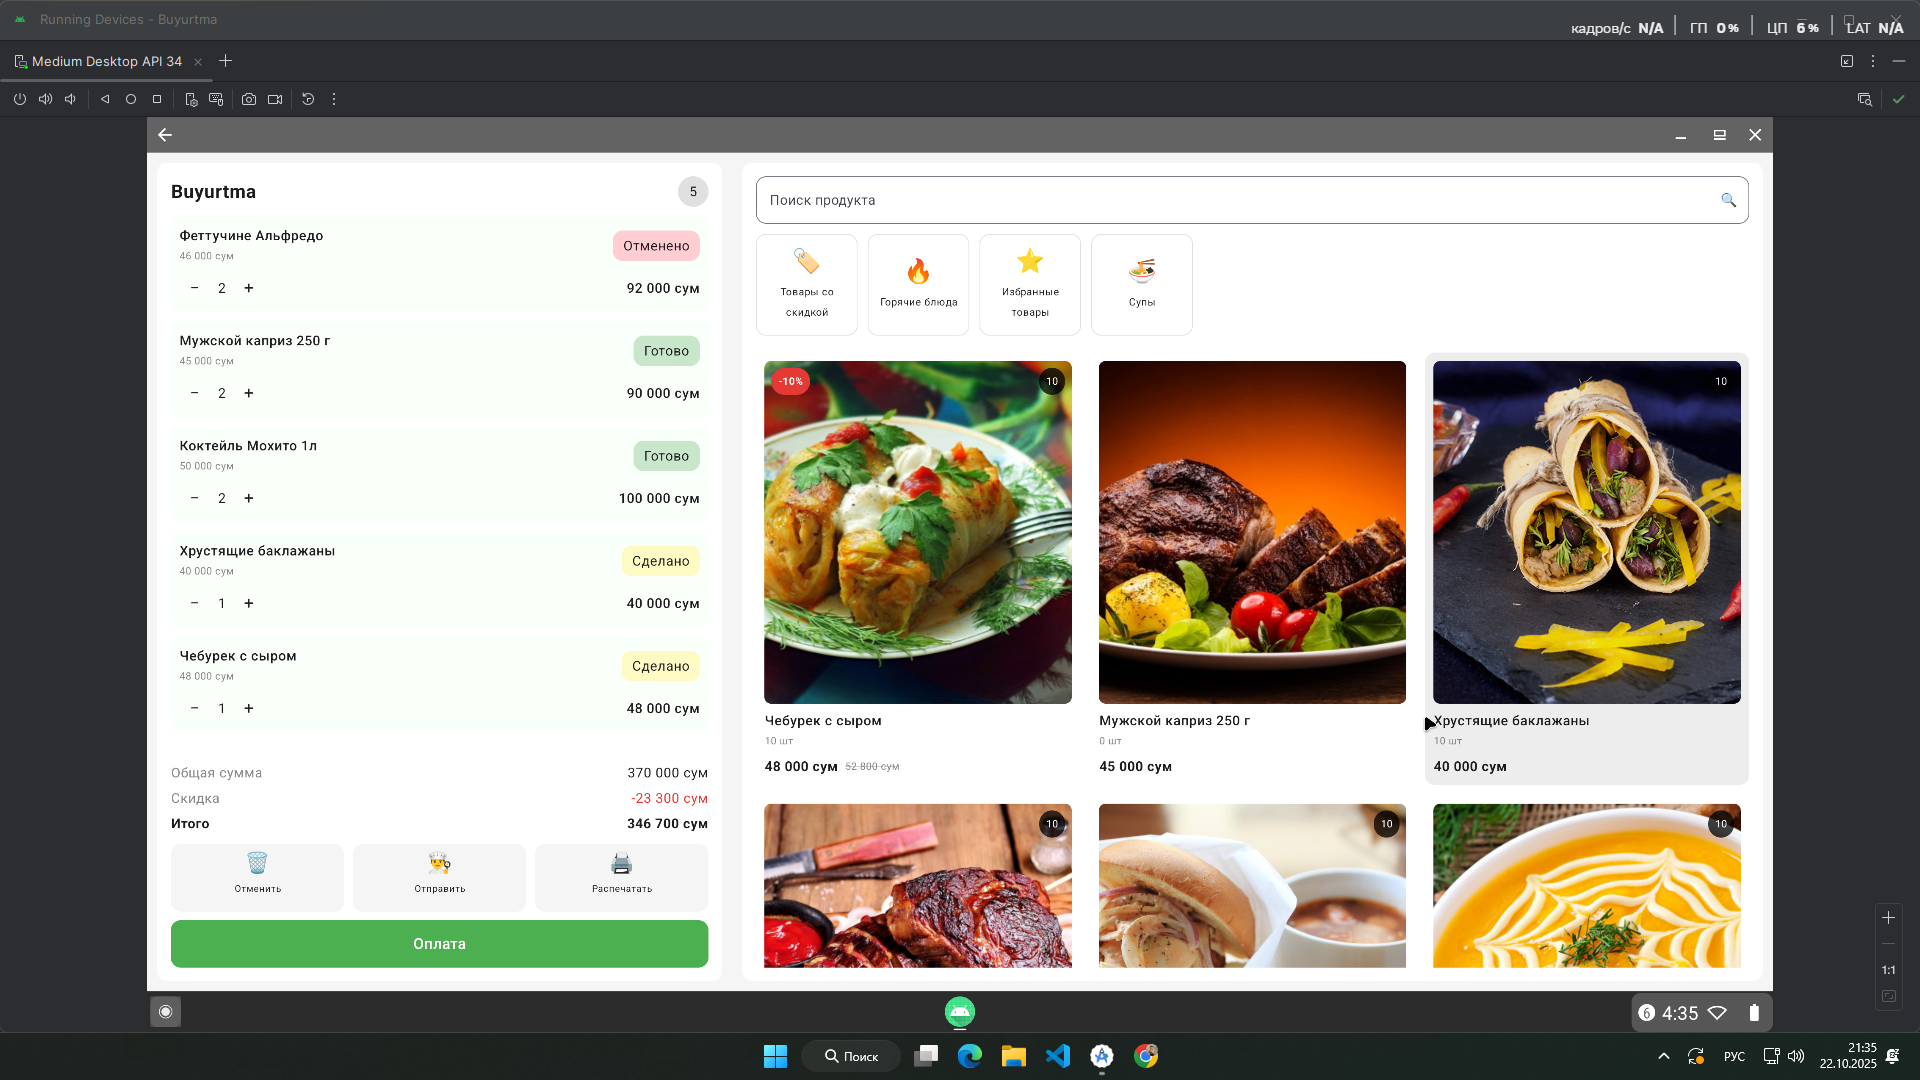 Running Devices - Buyurtma
кадров/с N/A ГП 0 % ЦП 6 % LAT N/A
Medium Desktop API 34
Buyurtma
5
Феттучине Альфредо
46 000 сум
Отменено
− 2 +
92 000 сум
Мужской каприз 250 г
45 000 сум
Готово
− 2 +
90 000 сум
Коктейль Мохито 1л
50 000 сум
Готово
− 2 +
100 000 сум
Хрустящие баклажаны
40 000 сум
Сделано
− 1 +
40 000 сум
Чебурек с сыром
48 000 сум
Сделано
− 1 +
48 000 сум
Общая сумма 370 000 сум
Скидка -23 300 сум
Итого 346 700 сум
Отменить
Отправить
Распечатать
Оплата
Поиск продукта
Товары со
скидкой
Горячие блюда
Избранные
товары
Супы
-10%
10
Чебурек с сыром
10 шт
48 000 сум 52 800 сум
Мужской каприз 250 г
0 шт
45 000 сум
10
Хрустящие баклажаны
10 шт
40 000 сум
10
10
10
1:1
6 4:35
Поиск
РУС
21:35
22.10.2025